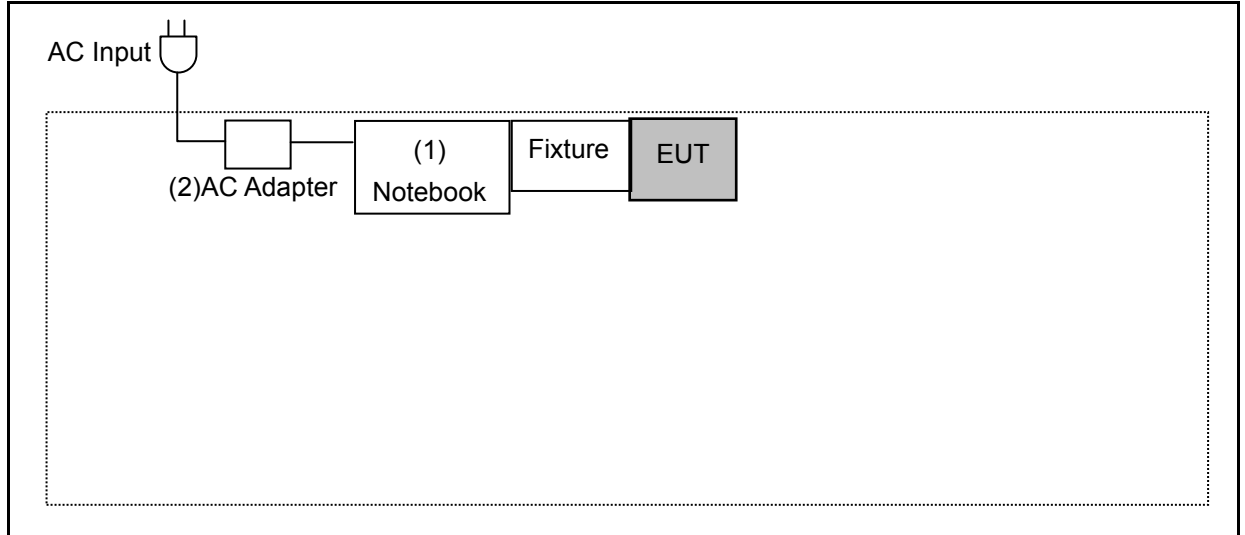 AC Input
(2)AC Adapter
(1)
Notebook
Fixture
EUT